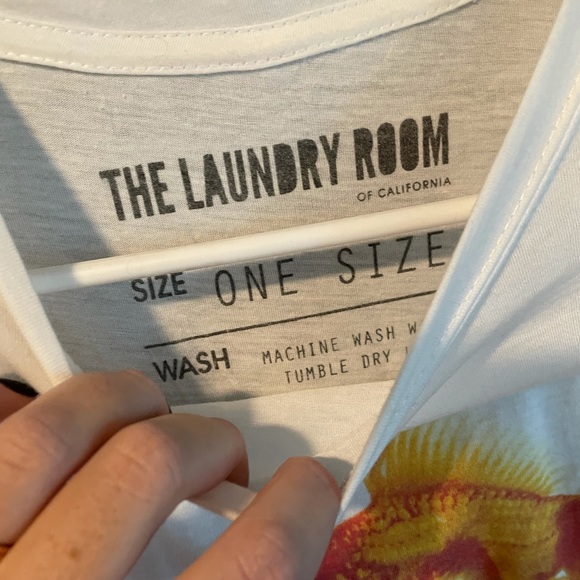 THE LAUNDRY ROOM
OF CALIFORNIA
SIZE ONE SIZE
WASH MACHINE WASH
TUMBLE DRY